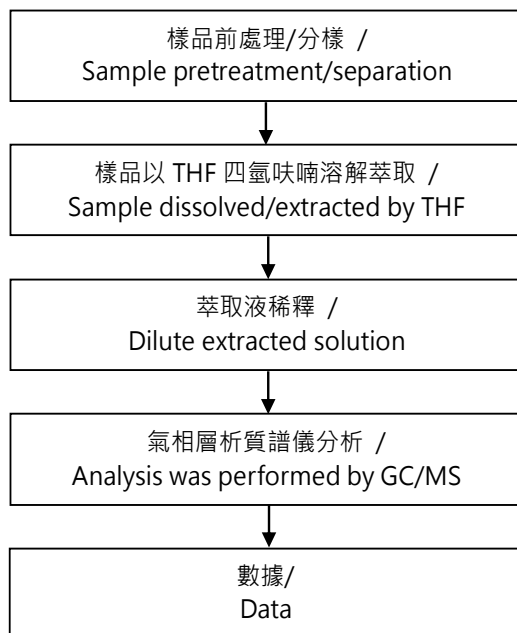 樣品前處理/分樣 /
Sample pretreatment/separation
樣品以 THF 四氫呋喃溶解萃取 /
Sample dissolved/extracted by THF
萃取液稀釋 /
Dilute extracted solution
氣相層析質譜儀分析 /
Analysis was performed by GC/MS
數據/
Data